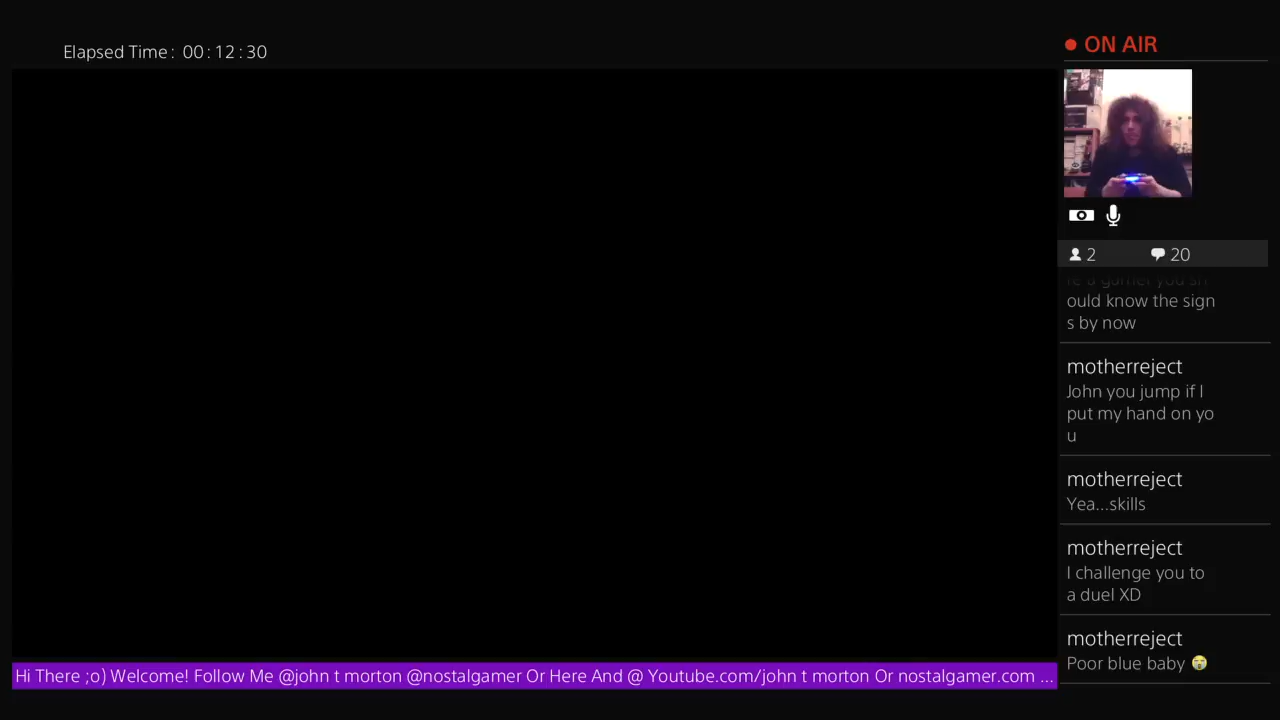 Elapsed Time: 00:12:30
ON AIR
2
20
ould know the sign
s by now
motherreject
John you jump if I
put my hand on yo
u
motherreject
Yea...skills
motherreject
I challenge you to
a duel XD
motherreject
Poor blue baby 😭
Hi There ;o) Welcome! Follow Me @john t morton @nostalgamer Or Here And @ Youtube.com/john t morton Or nostalgamer.com ...